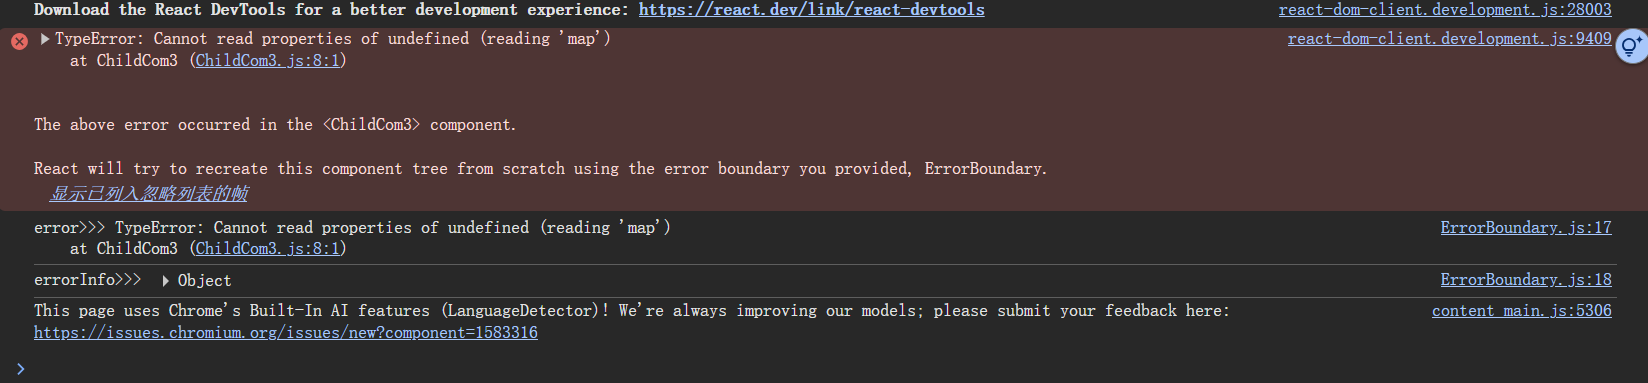 Download the React DevTools for a better development experience: https://react.dev/link/react-devtools react-dom-client.development.js:28003
TypeError: Cannot read properties of undefined (reading 'map') react-dom-client.development.js:9409
at ChildCom3 (ChildCom3.js:8:1)
The above error occurred in the <ChildCom3> component.
React will try to recreate this component tree from scratch using the error boundary you provided, ErrorBoundary.
显示已列入忽略列表的帧
error>>> TypeError: Cannot read properties of undefined (reading 'map') ErrorBoundary.js:17
at ChildCom3 (ChildCom3.js:8:1)
errorInfo>>> Object ErrorBoundary.js:18
This page uses Chrome's Built-In AI features (LanguageDetector)! We're always improving our models; please submit your feedback here: content_main.js:5306
https://issues.chromium.org/issues/new?component=1583316